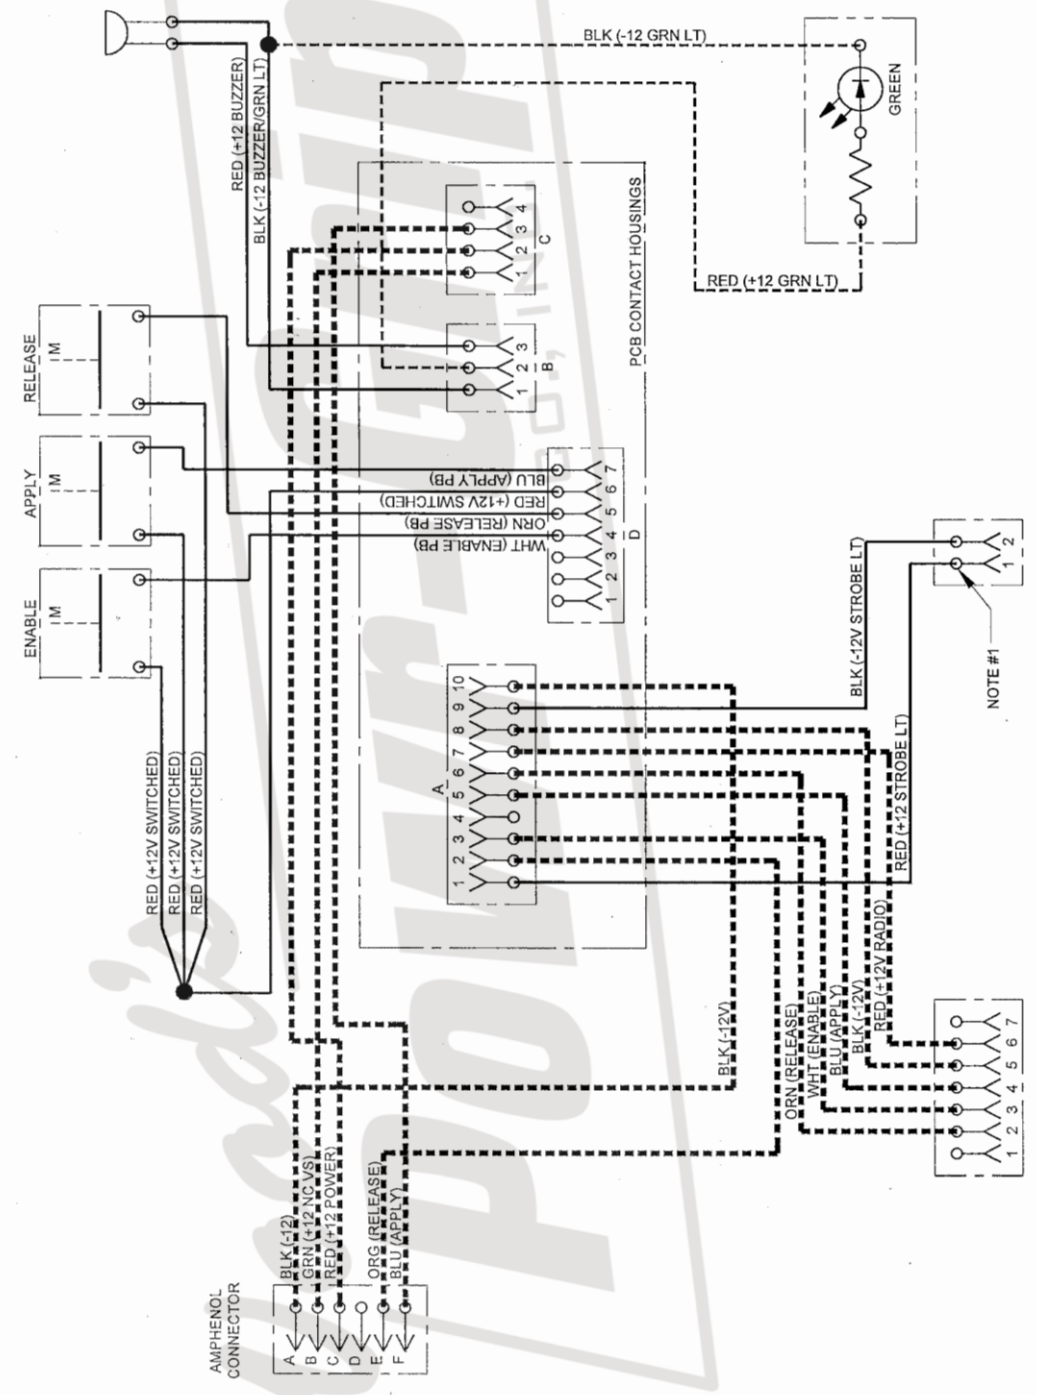 BLK (-12 GRN LT)
GREEN
RED (+12 BUZZER)
BLK (-12 BUZZER/GRN LT)
4
3
2
1
C
PCB CONTACT HOUSINGS
RED (+12 GRN LT)
RELEASE
M
3
2
1
B
APPLY
M
BLU (APPLY PB)
RED (+12V SWITCHED)
ORN (RELEASE PB)
WHT (ENABLE PB)
7
6
5
4
3
2
1
D
ENABLE
M
2
1
BLK (-12V STROBE LT)
NOTE #1
10
9
8
7
6
5
4
3
2
1
A
RED (+12 STROBE LT)
RED (+12V SWITCHED)
RED (+12V SWITCHED)
RED (+12V SWITCHED)
BLK (-12V)
ORN (RELEASE)
WHT (ENABLE)
BLU (APPLY)
BLK (-12V)
RED (+12V RADIO)
7
6
5
4
3
2
1
BLK (-12)
GRN (+12 NC VS)
RED (+12 POWER)
ORG (RELEASE)
BLU (APPLY)
AMPHENOL
CONNECTOR
A
B
C
D
E
F